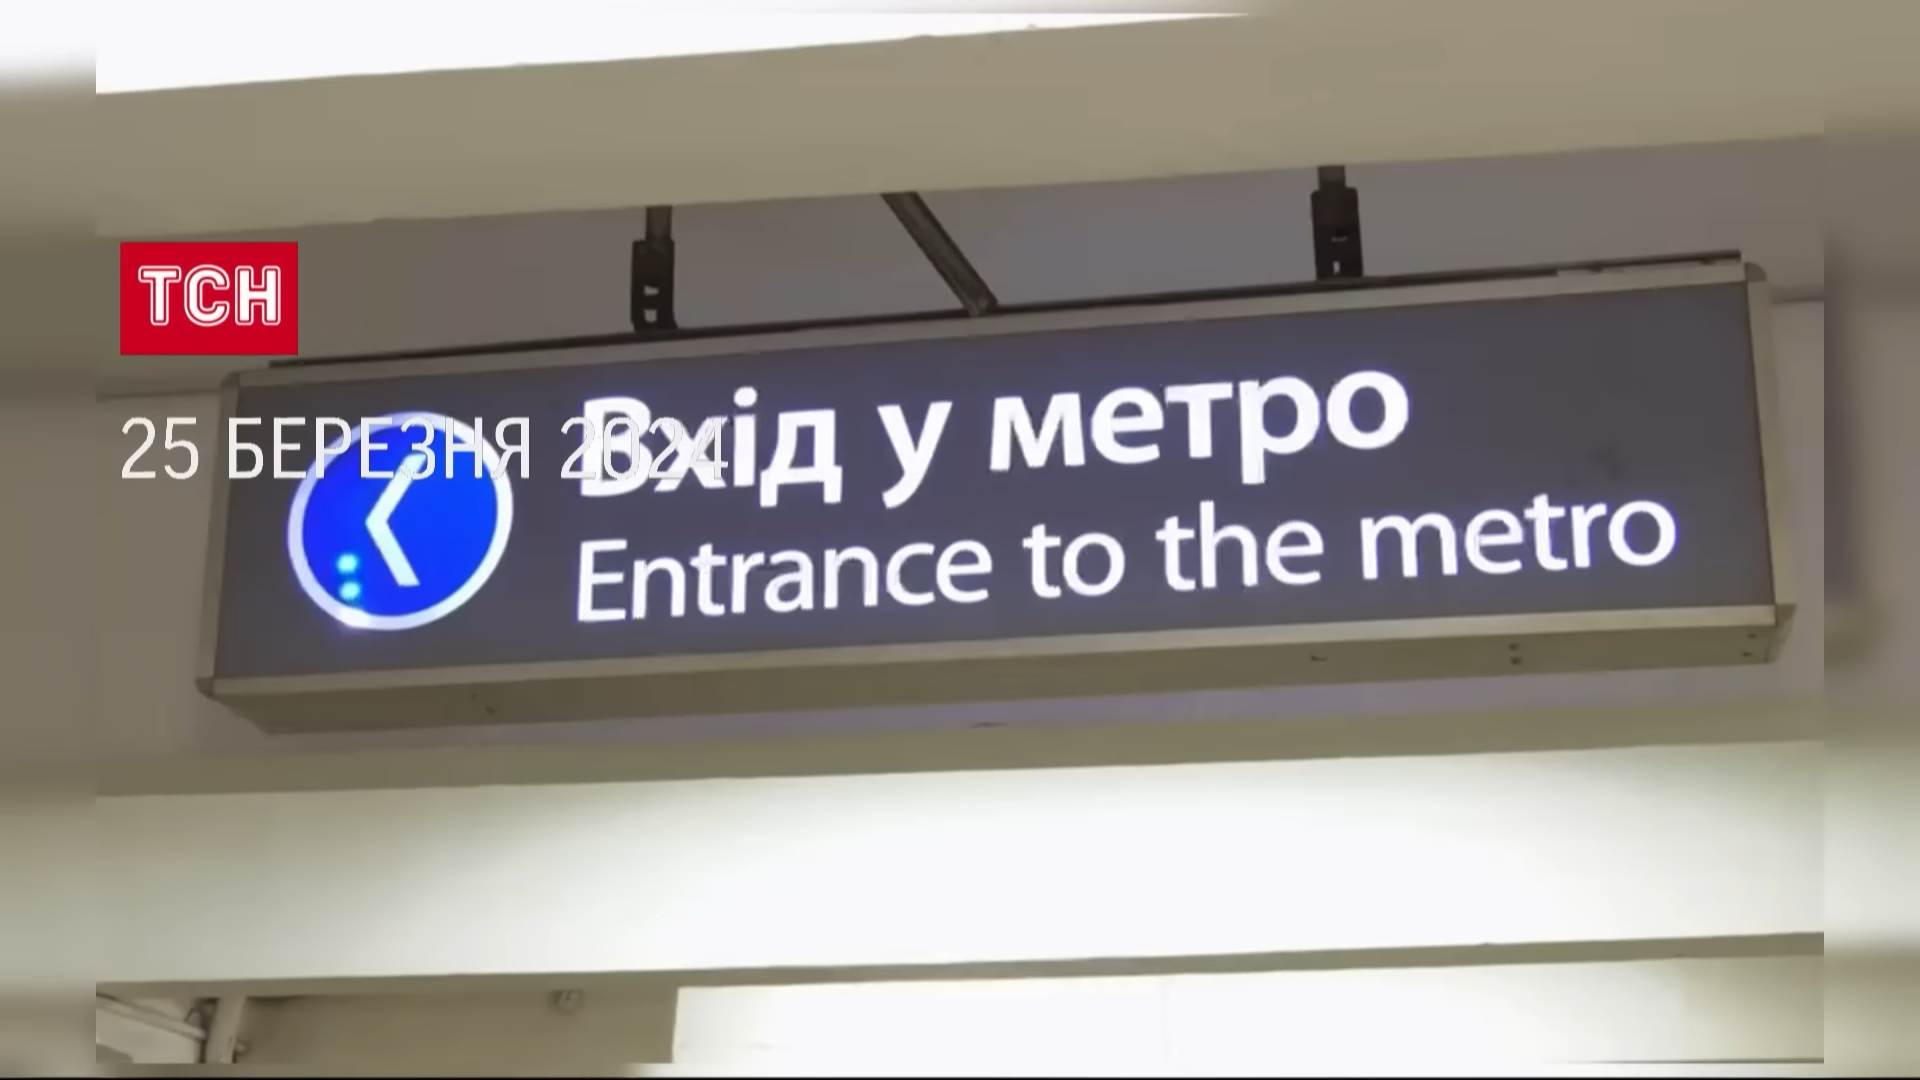 ТСН
25 БЕРЕЗНЯ 2024
Вхід у метро
Entrance to the metro